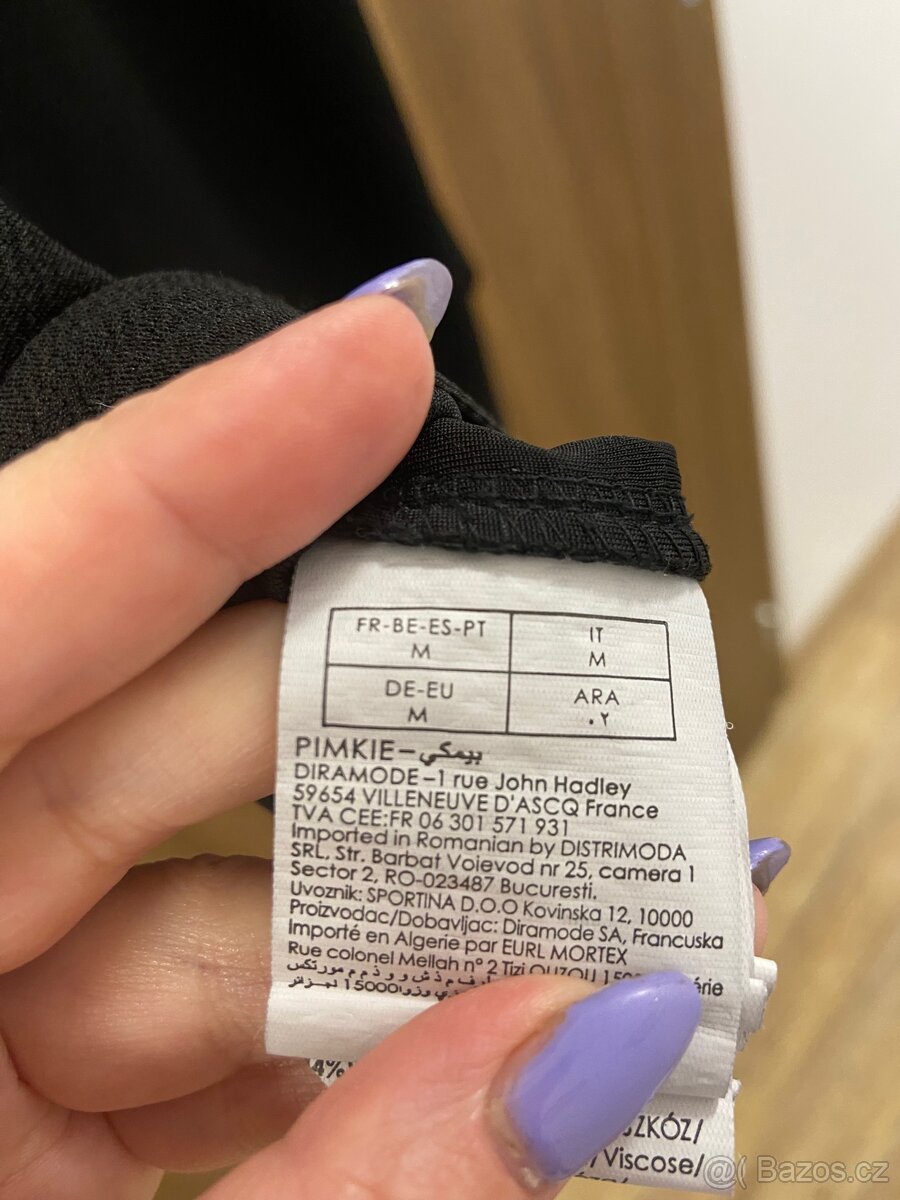 FR-BE-ES-PT
M
IT
M
DE-EU
M
ARA
٠٢
PIMKIE-بيمكي
DIRAMODE-1 rue John Hadley
59654 VILLENEUVE D'ASCQ France
TVA CEE:FR 06 301 571 931
Imported in Romanian by DISTRIMODA
SRL, Str. Barbat Voievod nr 25, camera 1
Sector 2, RO-023487 Bucuresti.
Uvoznik: SPORTINA D.O.O Kovinska 12, 10000
Proizvodac/Dobavljac: Diramode SA, Francuska
Importé en Algerie par EURL MORTEX
Rue colonel Mellah n° 2 Tizi OUZOU
15000
4%
/Viscose/
@( Bazos.cz